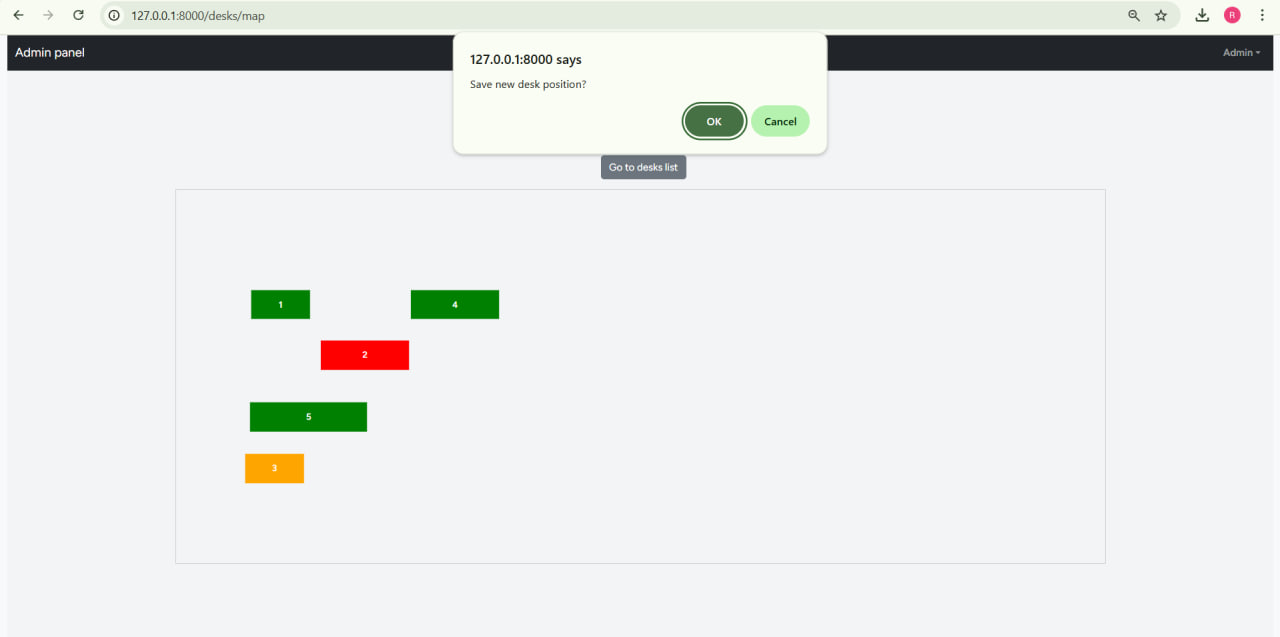 127.0.0.1:8000/desks/map
R
Admin panel
Admin
127.0.0.1:8000 says
Save new desk position?
OK
Cancel
Go to desks list
1
4
2
5
3